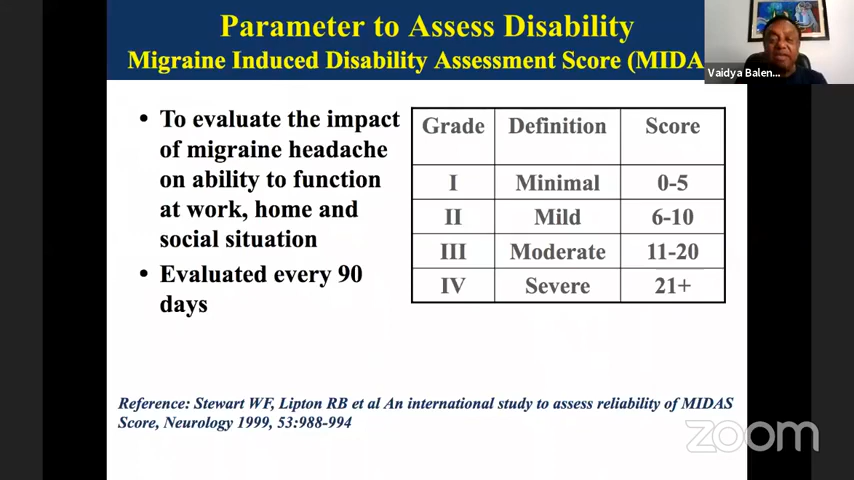 Parameter to Assess Disability
Migraine Induced Disability Assessment Score (MIDA
Vaidya Balen...
• To evaluate the impact
of migraine headache
on ability to function
at work, home and
social situation
• Evaluated every 90
days
Grade Definition Score
I Minimal 0-5
II Mild 6-10
III Moderate 11-20
IV Severe 21+
Reference: Stewart WF, Lipton RB et al An international study to assess reliability of MIDAS
Score, Neurology 1999, 53:988-994
zoom